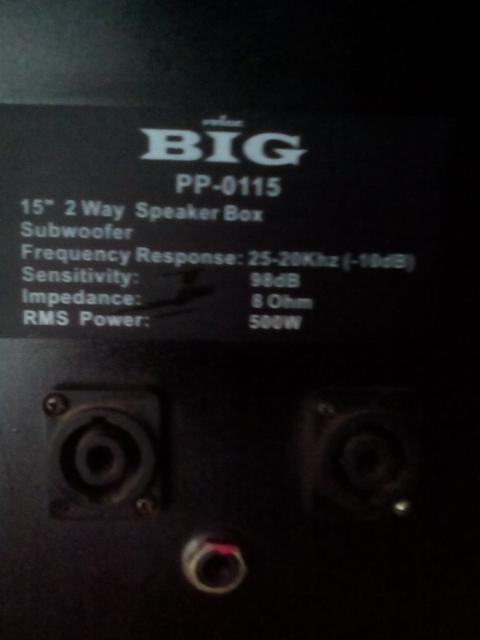 BIG
PP-0115
15" 2 Way Speaker Box
Subwoofer
Frequency Response: 25-20Khz (-10dB)
Sensitivity: 98dB
Impedance: 8 Ohm
RMS Power: 500W